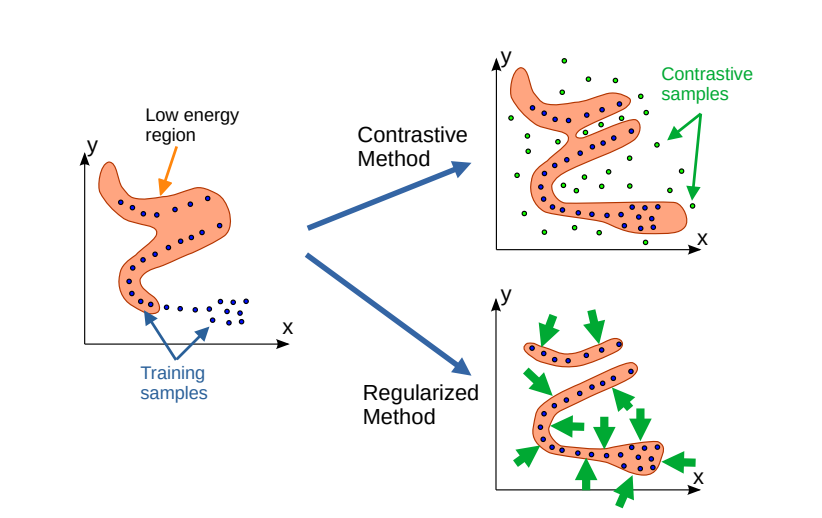 Low energy
region
y
x
Training
samples
Contrastive
Method
Regularized
Method
y
Contrastive
samples
x
y
x